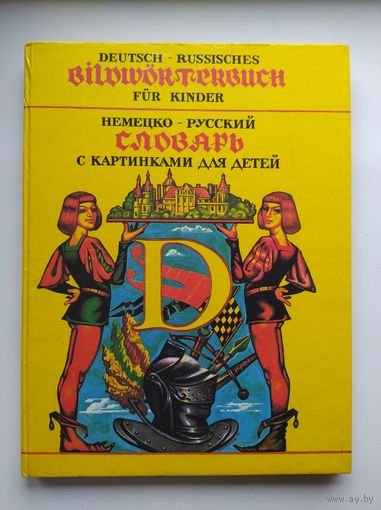 DEUTSCH - RUSSISCHES
BILDWÖRTERBUCH
FÜR KINDER
НЕМЕЦКО - РУССКИЙ
СЛОВАРЬ
С КАРТИНКАМИ ДЛЯ ДЕТЕЙ
D
www.ay.by